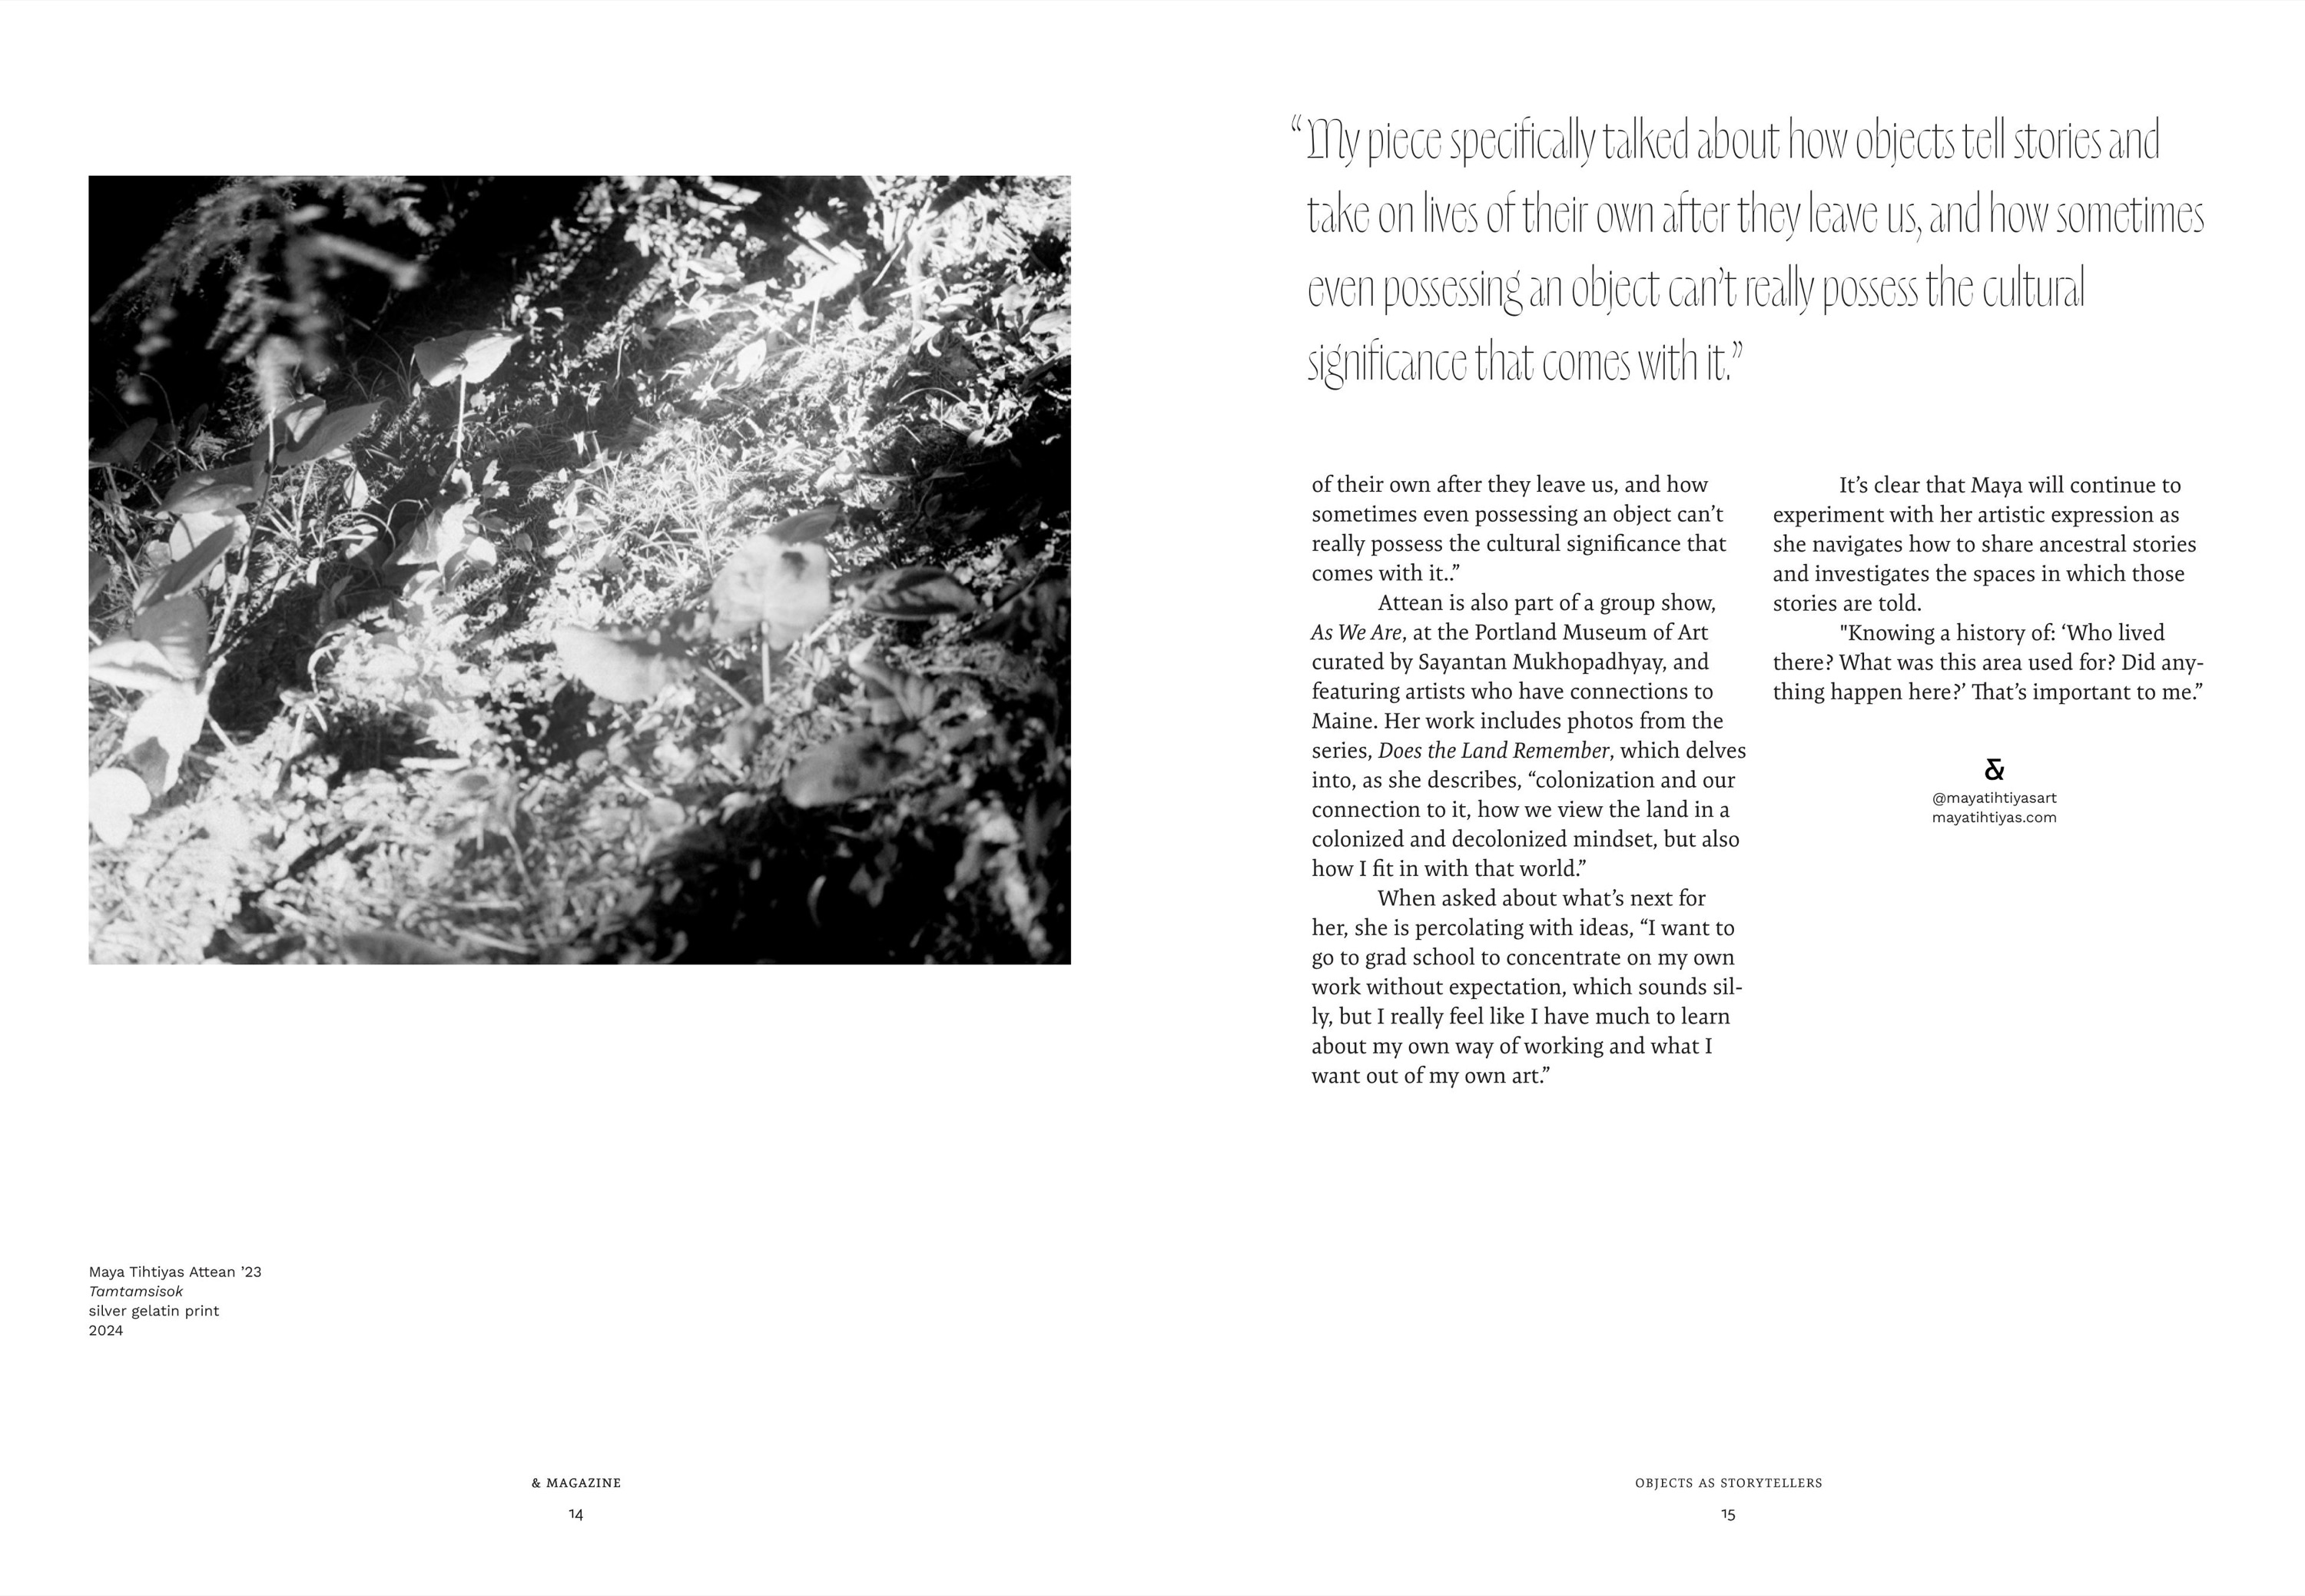 Maya Tihtiyas Attean ’23
Tamtamsisok
silver gelatin print
2024
& MAGAZINE
14
“My piece specifically talked about how objects tell stories and
take on lives of their own after they leave us, and how sometimes
even possessing an object can’t really possess the cultural
significance that comes with it.”
of their own after they leave us, and how
sometimes even possessing an object can’t
really possess the cultural significance that
comes with it..”
Attean is also part of a group show,
As We Are, at the Portland Museum of Art
curated by Sayantan Mukhopadhyay, and
featuring artists who have connections to
Maine. Her work includes photos from the
series, Does the Land Remember, which delves
into, as she describes, “colonization and our
connection to it, how we view the land in a
colonized and decolonized mindset, but also
how I fit in with that world.”
When asked about what’s next for
her, she is percolating with ideas, “I want to
go to grad school to concentrate on my own
work without expectation, which sounds sil-
ly, but I really feel like I have much to learn
about my own way of working and what I
want out of my own art.”
It’s clear that Maya will continue to
experiment with her artistic expression as
she navigates how to share ancestral stories
and investigates the spaces in which those
stories are told.
"Knowing a history of: ‘Who lived
there? What was this area used for? Did any-
thing happen here?’ That’s important to me.”
&
@mayatihtiyasart
mayatihtiyas.com
OBJECTS AS STORYTELLERS
15